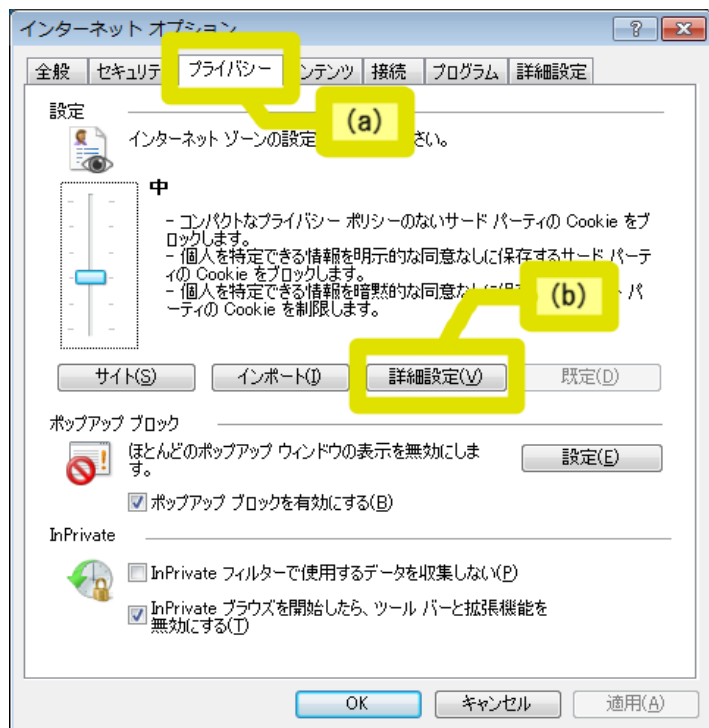 インターネット オプション
全般 セキュリテ プライバシー ンテンツ 接続 プログラム 詳細設定
(a)
設定
インターネット ゾーンの設定 さい。
中
- コンパクトなプライバシー ポリシーのないサード パーティの Cookie をブ
ロックします。
- 個人を特定できる情報を明示的な同意なしに保存するサード パーテ
ィの Cookie をブロックします。
- 個人を特定できる情報を暗黙的な同意なしに パ
ーティの Cookie を制限します。
(b)
サイト(S) インポート(I) 詳細設定(V) 既定(D)
ポップアップ ブロック
ほとんどのポップアップ ウィンドウの表示を無効にしま
す。
設定(E)
ポップアップ ブロックを有効にする(B)
InPrivate
InPrivate フィルターで使用するデータを収集しない(P)
InPrivate ブラウズを開始したら、ツール バーと拡張機能を
無効にする(T)
OK キャンセル 適用(A)